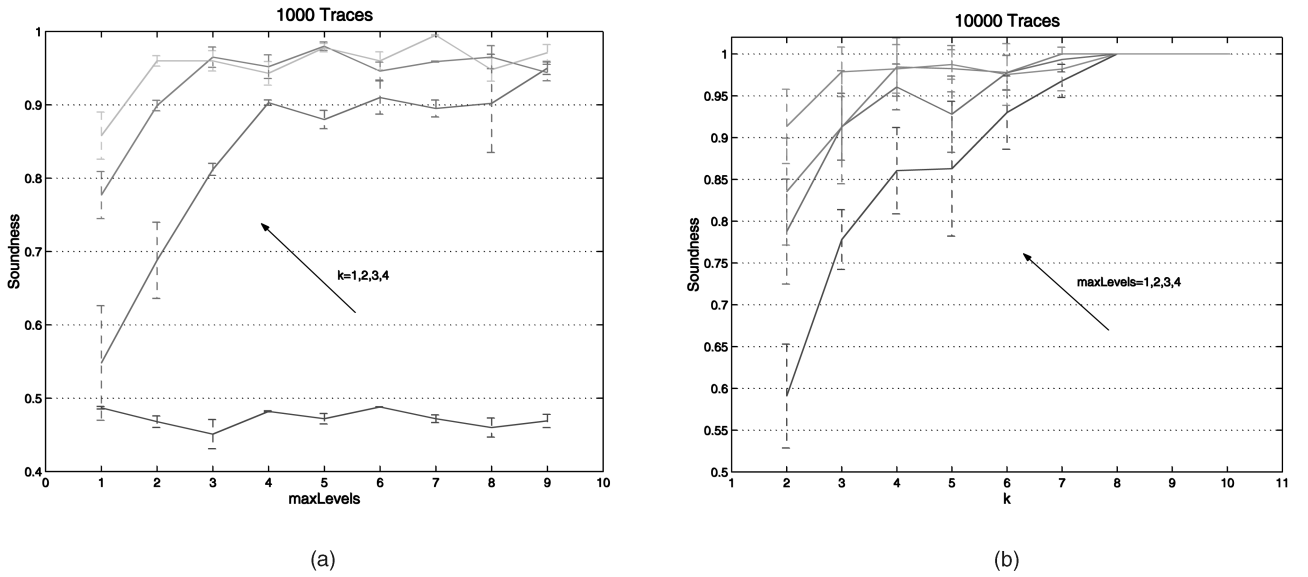 1000 Traces
1
0.9
0.8
0.7
0.6
0.5
0.4
Soundness
k=1,2,3,4
0 1 2 3 4 5 6 7 8 9 10
maxLevels
(a)
10000 Traces
1
0.95
0.9
0.85
0.8
0.75
0.7
0.65
0.6
0.55
0.5
Soundness
maxLevels=1,2,3,4
1 2 3 4 5 6 7 8 9 10 11
k
(b)